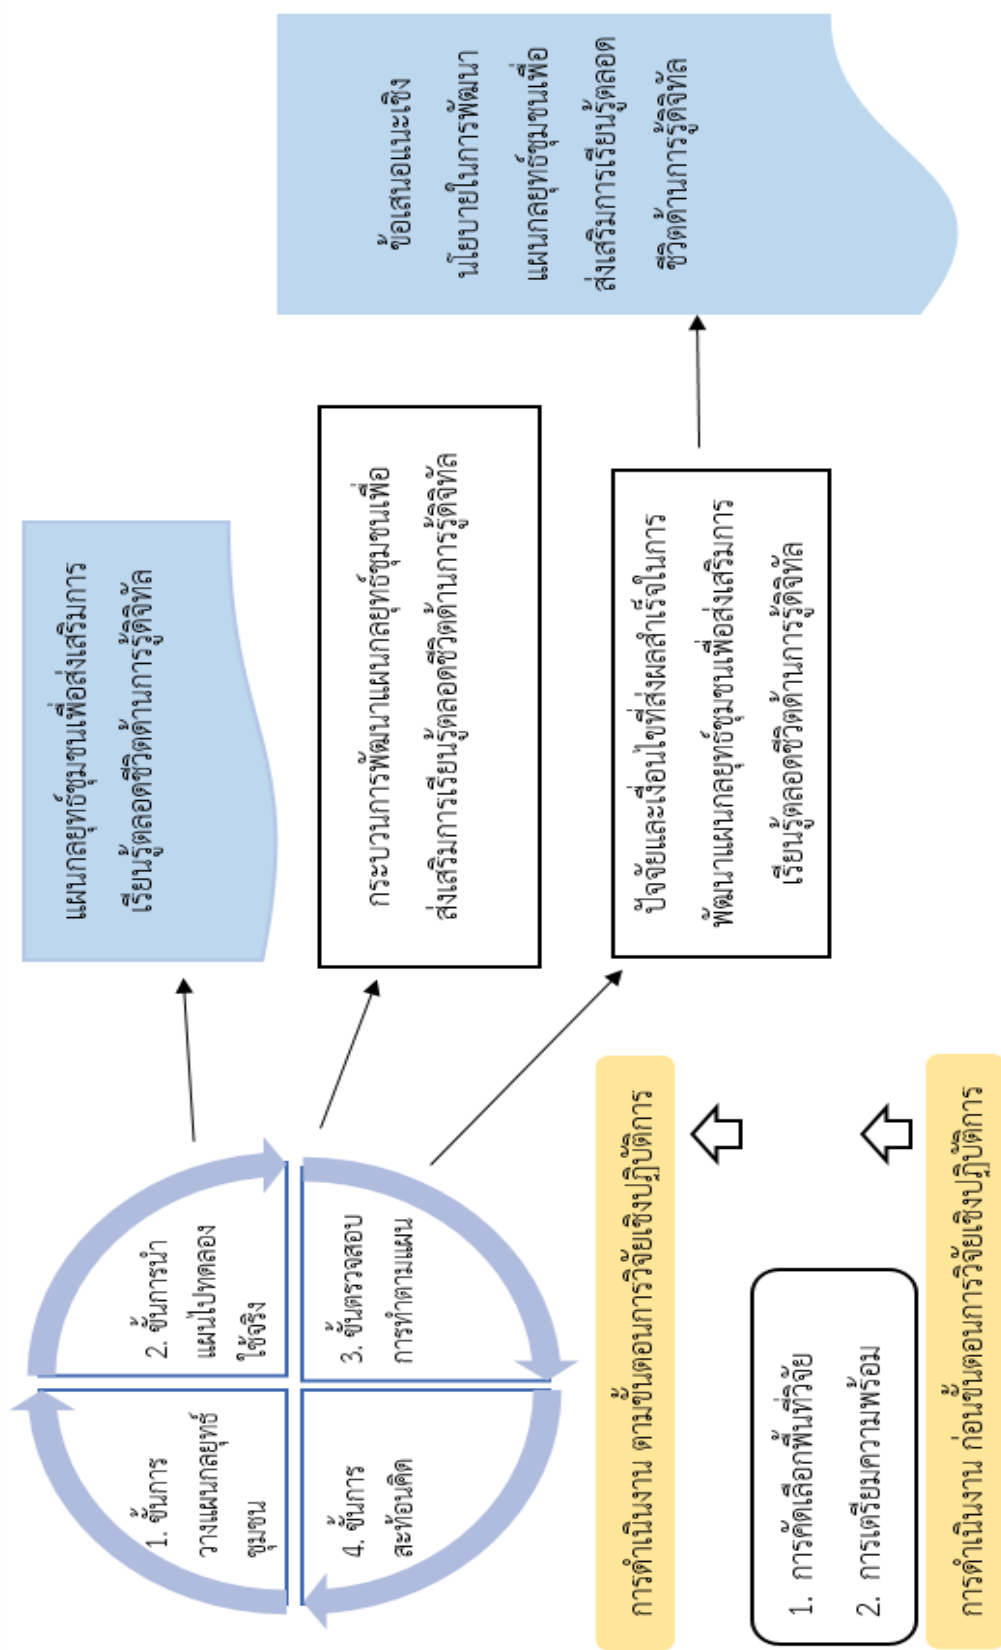 1. ขั้นการ
วางแผนกลยุทธ์
ชุมชน
2. ขั้นการนำ
แผนไปทดลอง
ใช้จริง
3. ขั้นตรวจสอบ
การทำตามแผน
4. ขั้นการ
สะท้อนคิด
แผนกลยุทธ์ชุมชนเพื่อส่งเสริมการ
เรียนรู้ตลอดชีวิตด้านการรู้ดิจิทัล
กระบวนการพัฒนาแผนกลยุทธ์ชุมชนเพื่อ
ส่งเสริมการเรียนรู้ตลอดชีวิตด้านการรู้ดิจิทัล
ปัจจัยและเงื่อนไขที่ส่งผลสำเร็จในการ
พัฒนาแผนกลยุทธ์ชุมชนเพื่อส่งเสริมการ
เรียนรู้ตลอดชีวิตด้านการรู้ดิจิทัล
ข้อเสนอแนะเชิง
นโยบายในการพัฒนา
แผนกลยุทธ์ชุมชนเพื่อ
ส่งเสริมการเรียนรู้ตลอด
ชีวิตด้านการรู้ดิจิทัล
การดำเนินงาน ตามขั้นตอนการวิจัยเชิงปฏิบัติการ
1. การคัดเลือกพื้นที่วิจัย
2. การเตรียมความพร้อม
การดำเนินงาน ก่อนขั้นตอนการวิจัยเชิงปฏิบัติการ